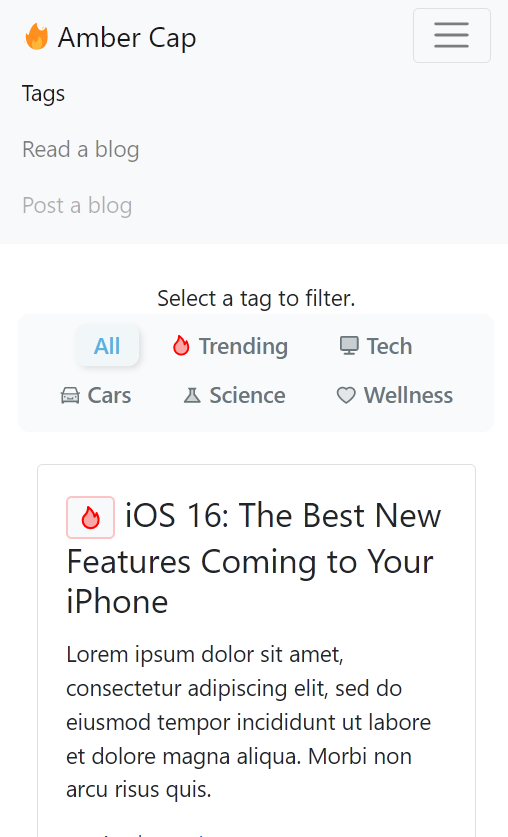 Amber Cap
Tags
Read a blog
Post a blog
Select a tag to filter.
All Trending Tech
Cars Science Wellness
iOS 16: The Best New
Features Coming to Your
iPhone
Lorem ipsum dolor sit amet,
consectetur adipiscing elit, sed do
eiusmod tempor incididunt ut labore
et dolore magna aliqua. Morbi non
arcu risus quis.